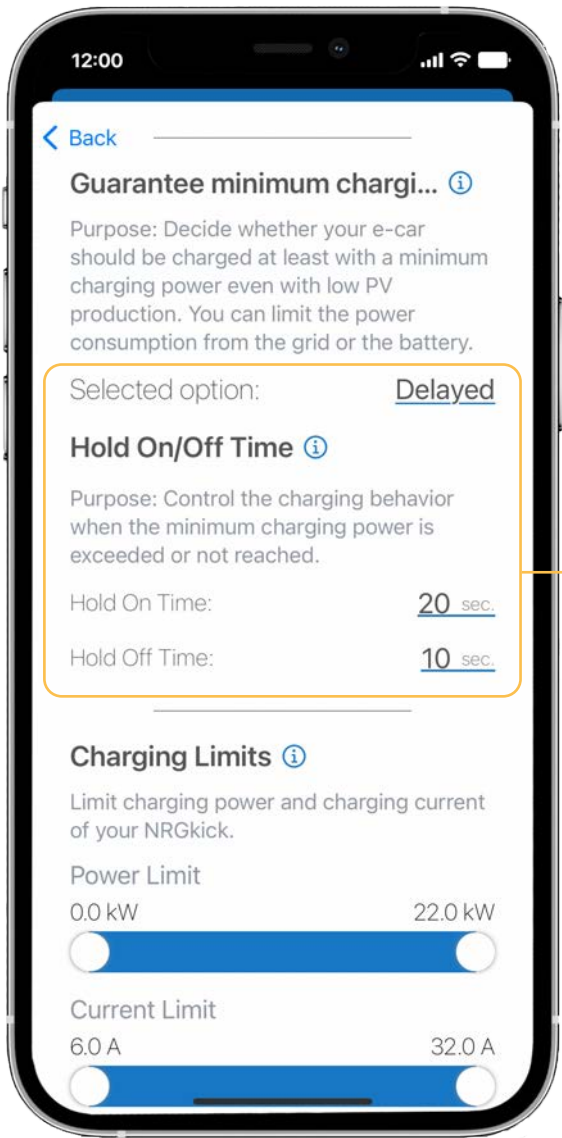 12:00
Back
Guarantee minimum chargi...
Purpose: Decide whether your e-car
should be charged at least with a minimum
charging power even with low PV
production. You can limit the power
consumption from the grid or the battery.
Selected option: Delayed
Hold On/Off Time
Purpose: Control the charging behavior
when the minimum charging power is
exceeded or not reached.
Hold On Time: 20 sec.
Hold Off Time: 10 sec.
Charging Limits
Limit charging power and charging current
of your NRGkick.
Power Limit
0.0 kW 22.0 kW
Current Limit
6.0 A 32.0 A